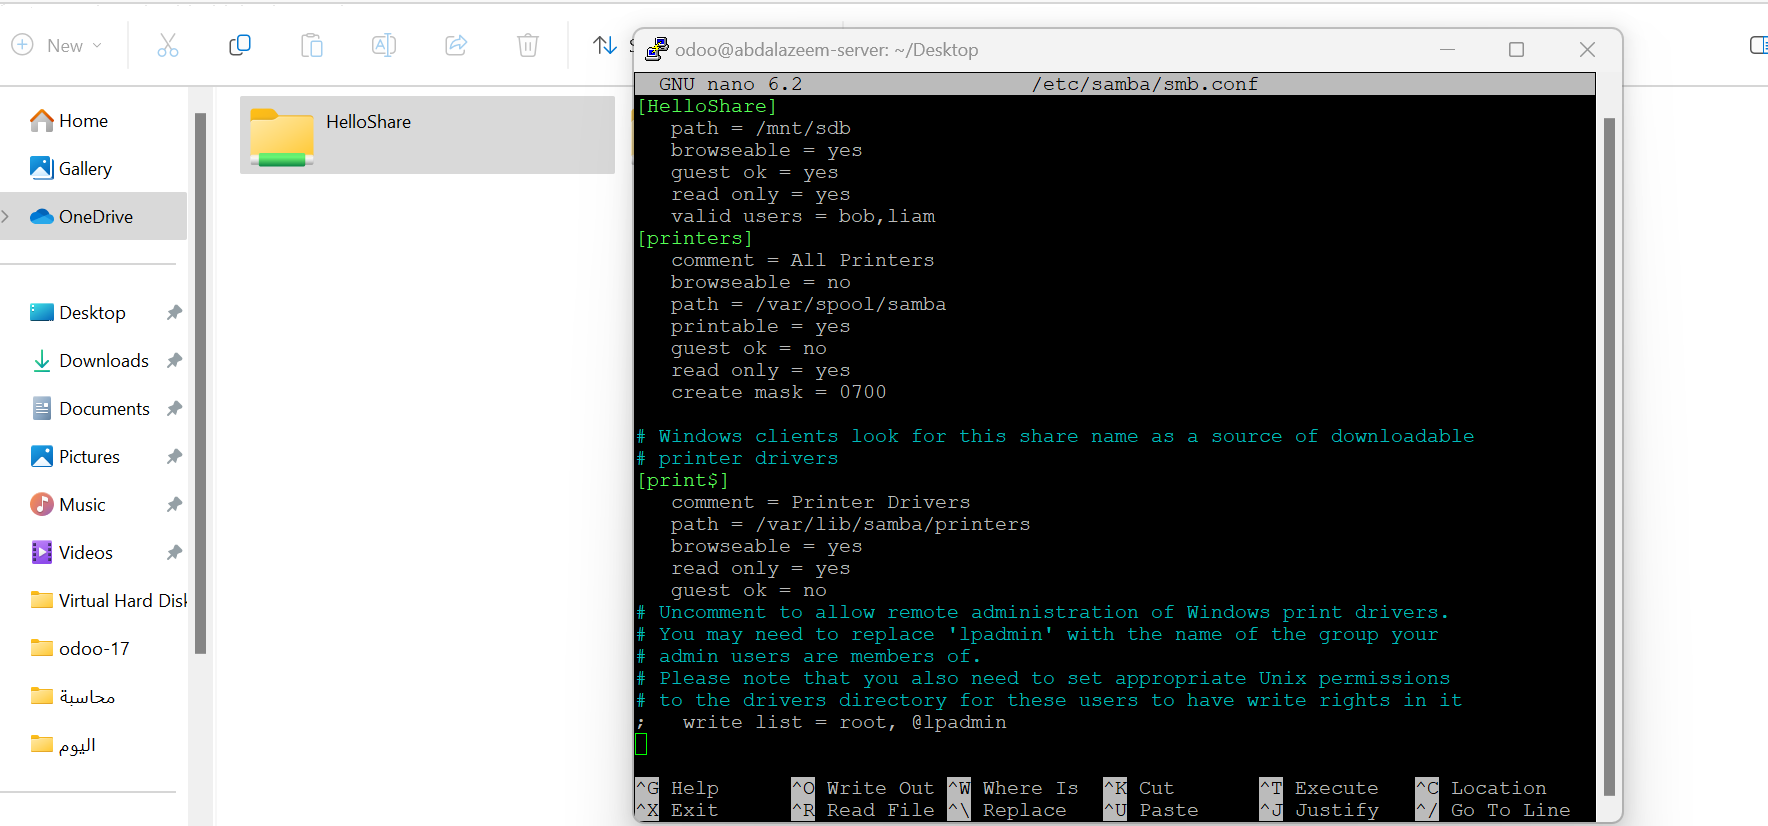 New
Home
Gallery
OneDrive
Desktop
Downloads
Documents
Pictures
Music
Videos
Virtual Hard Disk
odoo-17
محاسبة
اليوم
HelloShare
odoo@abdalazeem-server: ~/Desktop
GNU nano 6.2 /etc/samba/smb.conf
[HelloShare]
path = /mnt/sdb
browseable = yes
guest ok = yes
read only = yes
valid users = bob,liam
[printers]
comment = All Printers
browseable = no
path = /var/spool/samba
printable = yes
guest ok = no
read only = yes
create mask = 0700
# Windows clients look for this share name as a source of downloadable
# printer drivers
[print$]
comment = Printer Drivers
path = /var/lib/samba/printers
browseable = yes
read only = yes
guest ok = no
# Uncomment to allow remote administration of Windows print drivers.
# You may need to replace 'lpadmin' with the name of the group your
# admin users are members of.
# Please note that you also need to set appropriate Unix permissions
# to the drivers directory for these users to have write rights in it
; write list = root, @lpadmin
^G Help ^O Write Out ^W Where Is ^K Cut ^T Execute ^C Location
^X Exit ^R Read File ^\ Replace ^U Paste ^J Justify ^/ Go To Line